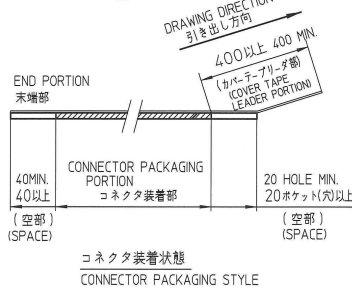 DRAWING DIRECTION
引き出し方向
400以上 400 MIN.
(カバーテープリーダ部)
(COVER TAPE
LEADER PORTION)
END PORTION
末端部
CONNECTOR PACKAGING
PORTION
コネクタ装着部
40MIN.
40以上
(空部)
(SPACE)
20 HOLE MIN.
20ポケット(穴)以上
(空部)
(SPACE)
コネクタ装着状態
CONNECTOR PACKAGING STYLE